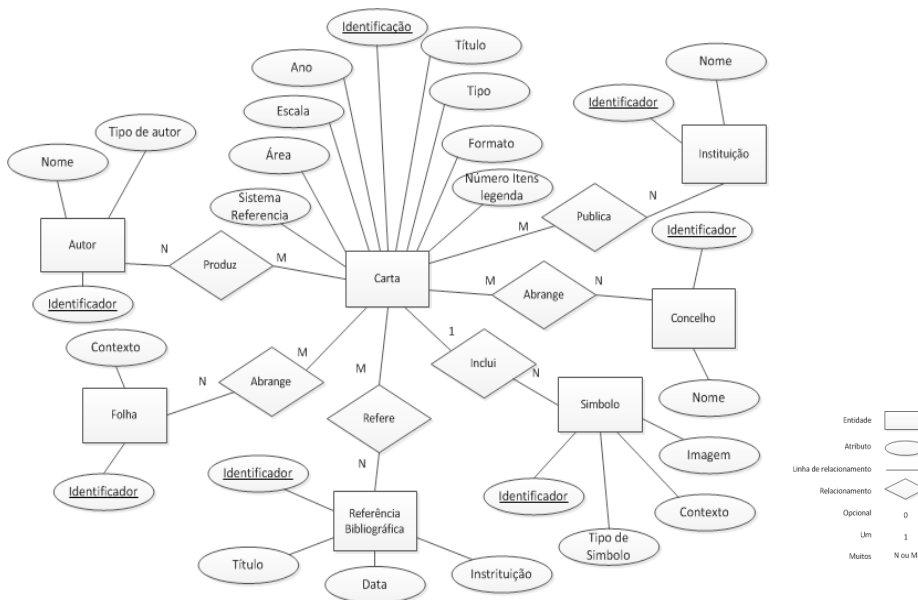 Identificação
Título
Ano
Tipo
Escala
Formato
Área
Número Itens
legenda
Sistema
Referencia
Nome
Identificador
Instituição
Tipo de autor
Nome
Autor
Identificador
N
Produz
M
Carta
M
Publica
N
Identificador
M
Abrange
N
Concelho
Nome
1
Inclui
N
Simbolo
Imagem
Contexto
Tipo de
Simbolo
Identificador
M
Abrange
N
Contexto
Folha
Identificador
M
Refere
N
Identificador
Referência
Bibliográfica
Título
Data
Instrituição
Entidade
Atributo
Linha de relacionamento
Relacionamento
Opcional 0
Um 1
Muitos N ou M